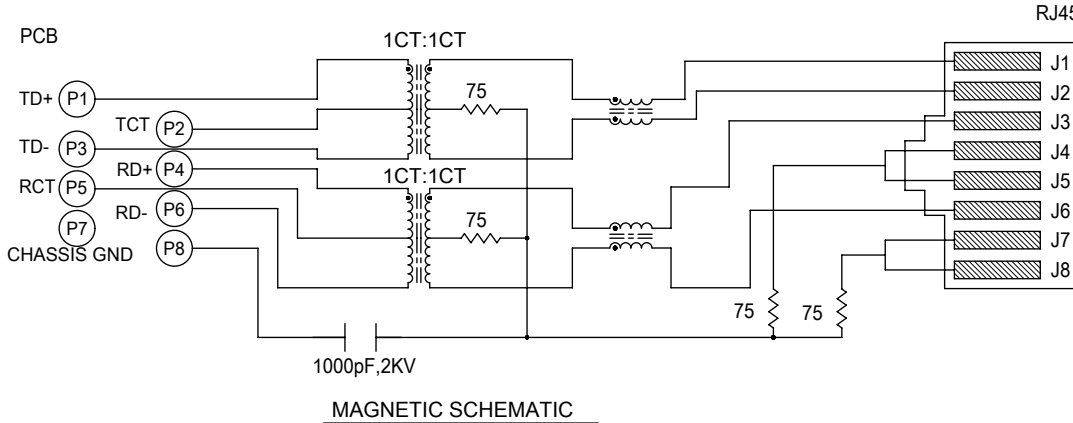 RJ45
PCB
1CT:1CT
J1
75
J2
TD+ P1
TCT P2
J3
TD- P3
J4
RD+ P4
1CT:1CT
J5
RCT P5
RD- P6
75
J6
P7
J7
CHASSIS GND P8
J8
75 75
1000pF,2KV
MAGNETIC SCHEMATIC